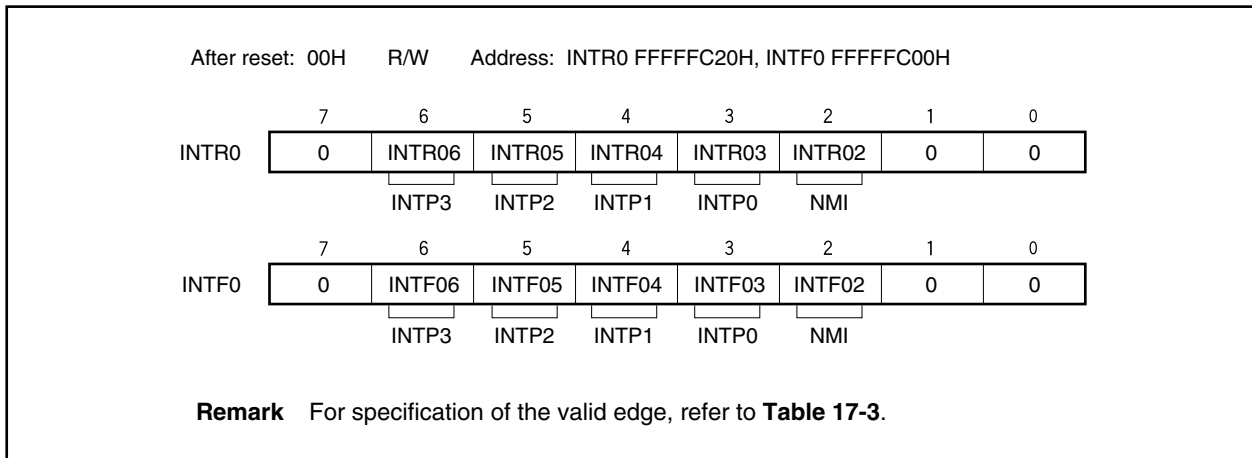 After reset: 00H R/W Address: INTR0 FFFFFC20H, INTF0 FFFFFC00H
7 6 5 4 3 2 1 0
INTR0 0 INTR06 INTR05 INTR04 INTR03 INTR02 0 0
INTP3 INTP2 INTP1 INTP0 NMI
7 6 5 4 3 2 1 0
INTF0 0 INTF06 INTF05 INTF04 INTF03 INTF02 0 0
INTP3 INTP2 INTP1 INTP0 NMI
Remark For specification of the valid edge, refer to Table 17-3.